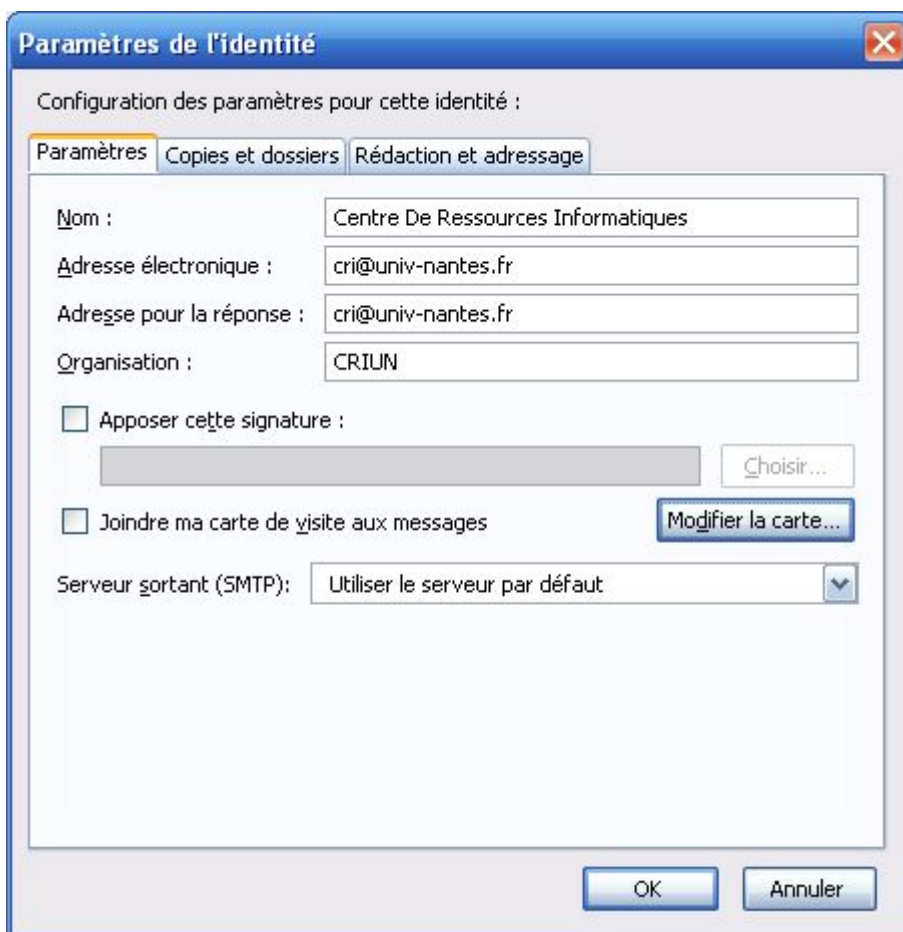 Paramètres de l'identité
Configuration des paramètres pour cette identité :
Paramètres Copies et dossiers Rédaction et adressage
Nom : Centre De Ressources Informatiques
Adresse électronique : cri@univ-nantes.fr
Adresse pour la réponse : cri@univ-nantes.fr
Organisation : CRIUN
Apposer cette signature :
Choisir...
Joindre ma carte de visite aux messages Modifier la carte...
Serveur sortant (SMTP): Utiliser le serveur par défaut
OK Annuler